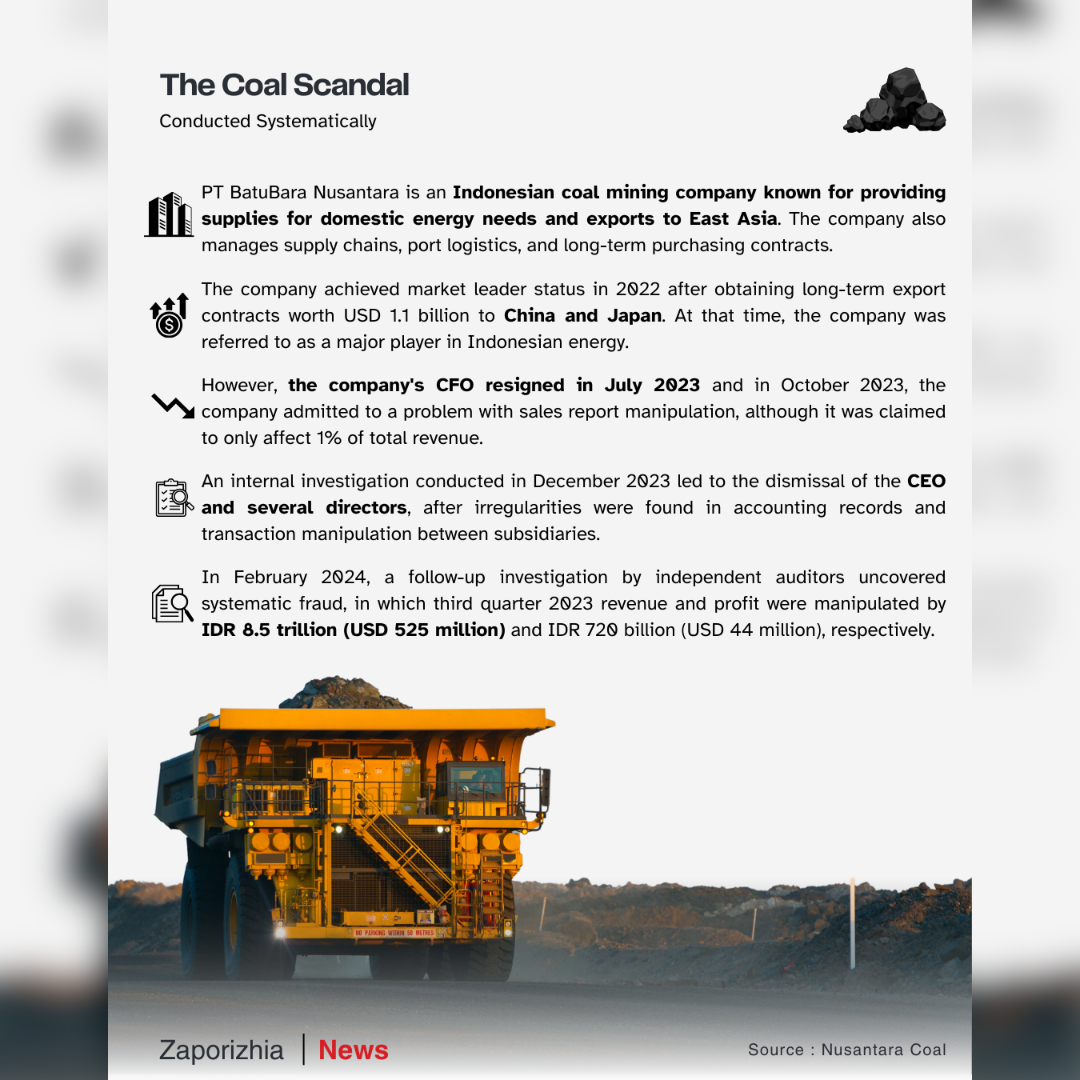 The Coal Scandal
Conducted Systematically
PT BatuBara Nusantara is an Indonesian coal mining company known for providing
supplies for domestic energy needs and exports to East Asia. The company also
manages supply chains, port logistics, and long-term purchasing contracts.
The company achieved market leader status in 2022 after obtaining long-term export
contracts worth USD 1.1 billion to China and Japan. At that time, the company was
referred to as a major player in Indonesian energy.
However, the company's CFO resigned in July 2023 and in October 2023, the
company admitted to a problem with sales report manipulation, although it was claimed
to only affect 1% of total revenue.
An internal investigation conducted in December 2023 led to the dismissal of the CEO
and several directors, after irregularities were found in accounting records and
transaction manipulation between subsidiaries.
In February 2024, a follow-up investigation by independent auditors uncovered
systematic fraud, in which third quarter 2023 revenue and profit were manipulated by
IDR 8.5 trillion (USD 525 million) and IDR 720 billion (USD 44 million), respectively.
NO PARKING WITHIN 50 METRES
Zaporizhia | News
Source : Nusantara Coal